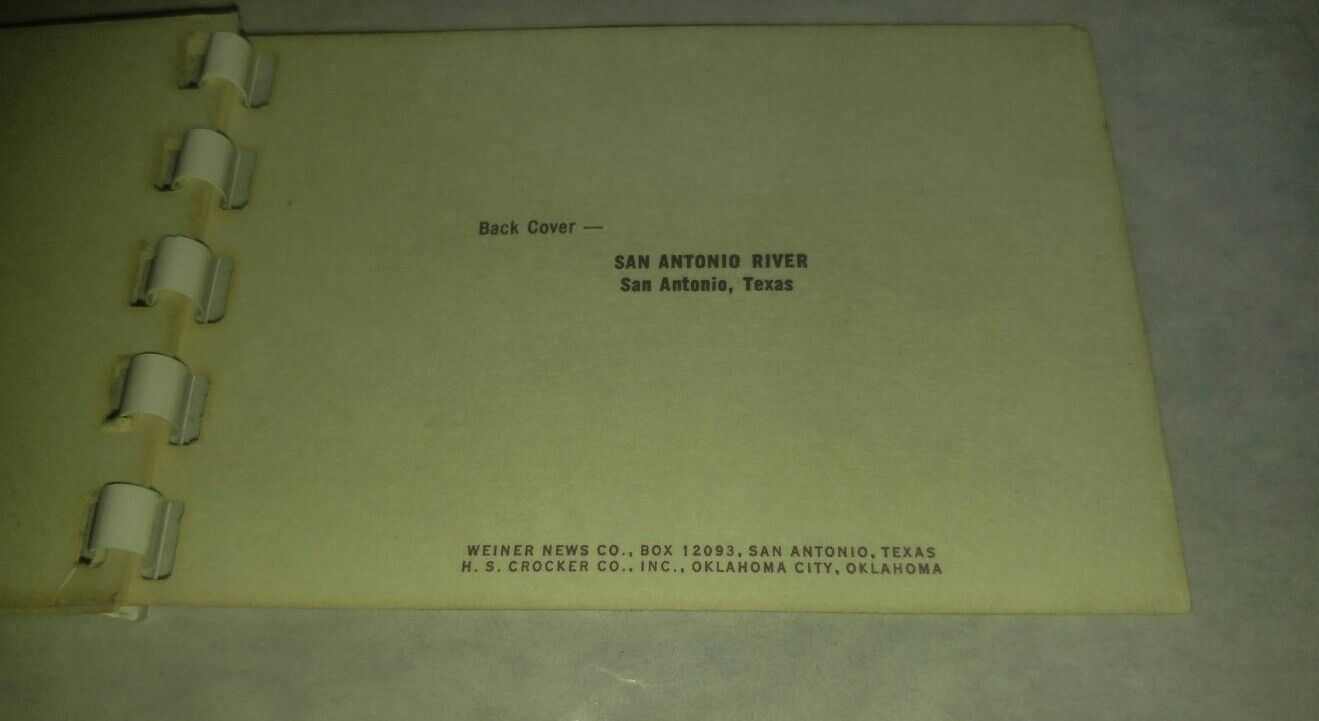 Back Cover —
SAN ANTONIO RIVER
San Antonio, Texas
WEINER NEWS CO., BOX 12093, SAN ANTONIO, TEXAS
H. S. CROCKER CO., INC., OKLAHOMA CITY, OKLAHOMA